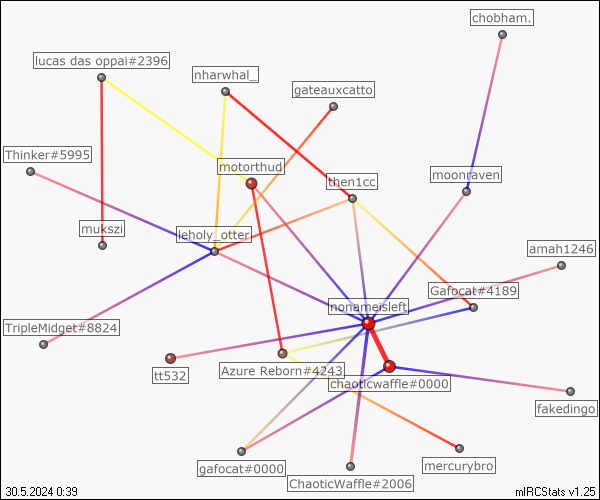 chobham.
lucas das oppai#2396
nharwhal_
gateauxcatto
Thinker#5995
motorthud
then1cc
moonraven
mukszi
leholy_otter
amah1246
Gafocat#4189
nonameisleft
TripleMidget#8824
tt532
Azure Reborn#4243
chaoticwaffle#0000
fakedingo
gafocat#0000
mercurybro
ChaoticWaffle#2006
30.5.2024 0:39
mIRCStats v1.25